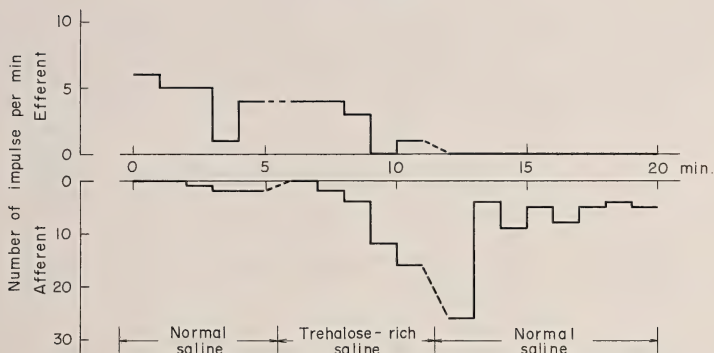 Number of impulse per min
Efferent
Afferent
10
5
0
0 5 10 15 20 min.
0
10
20
30
Normal saline
Trehalose-rich saline
Normal saline